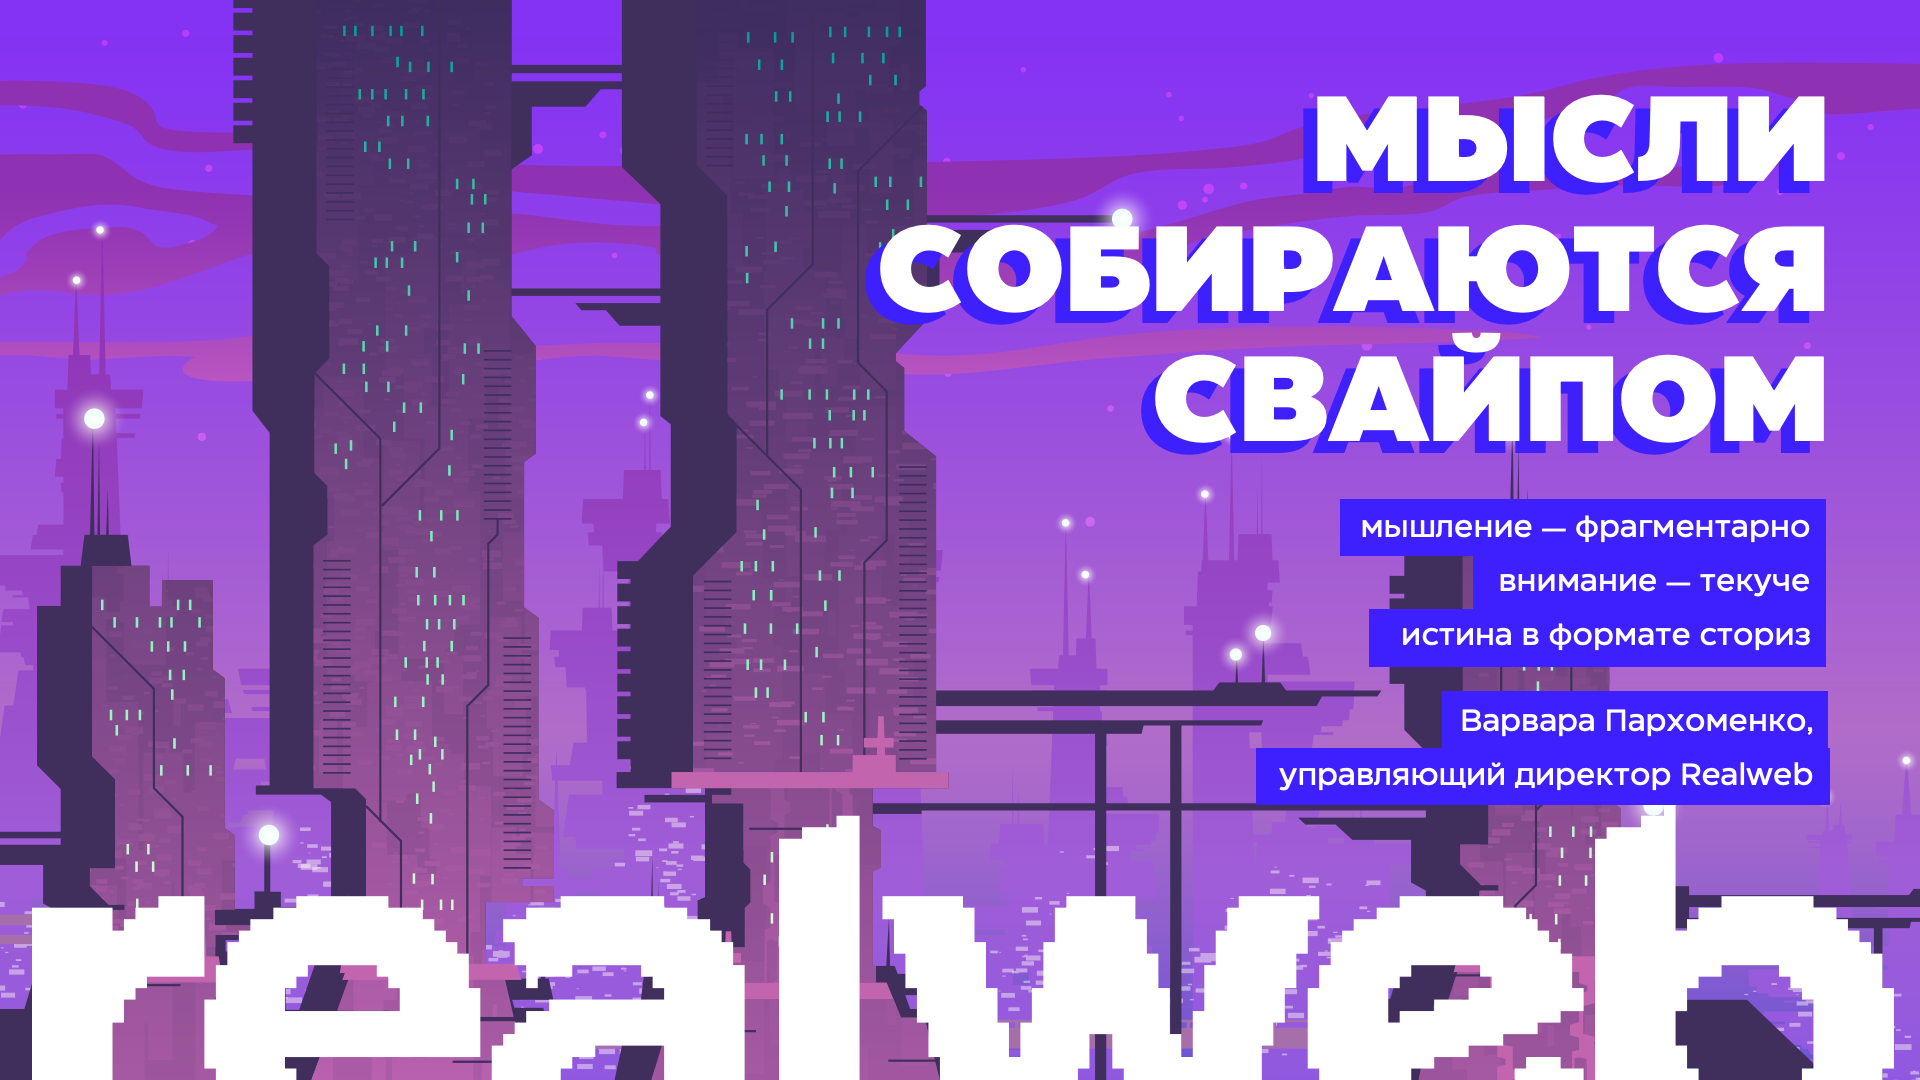 МЫСЛИ
СОБИРАЮТСЯ
СВАЙПОМ
мышление — фрагментарно
внимание — текуче
истина в формате сториз
Варвара Пархоменко,
управляющий директор Realweb
realweb